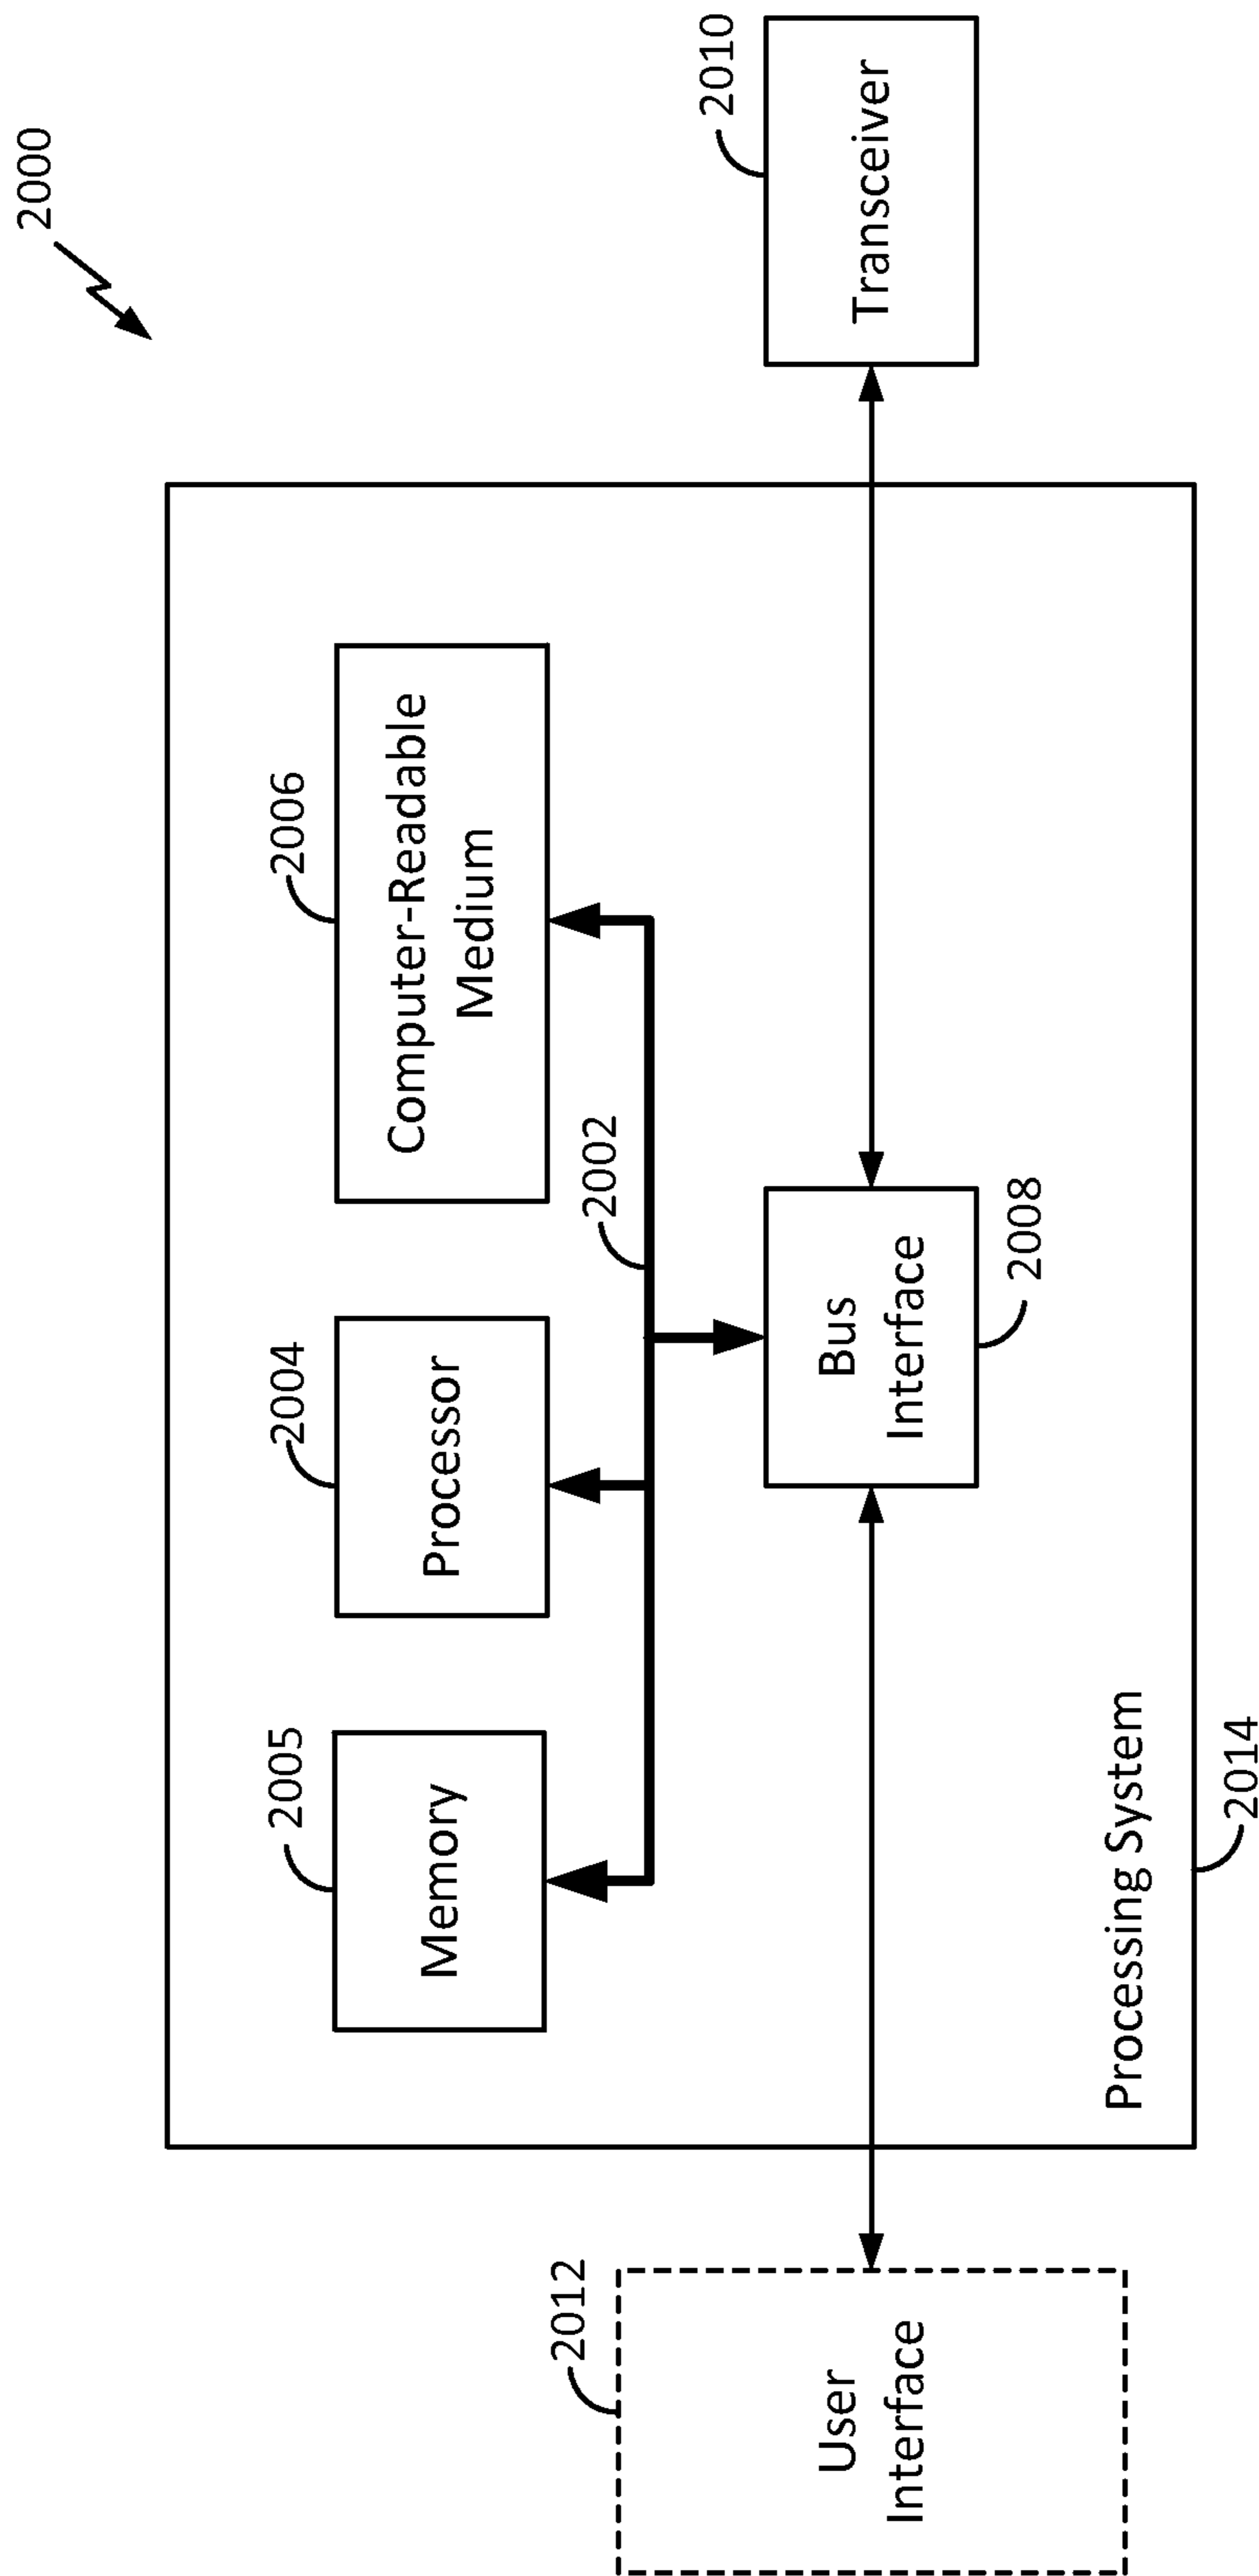 2000
2005
2004
2006
Memory
Processor
Computer-Readable
Medium
2002
2012
2010
User
Interface
Bus
Interface
Transceiver
2008
Processing System
2014